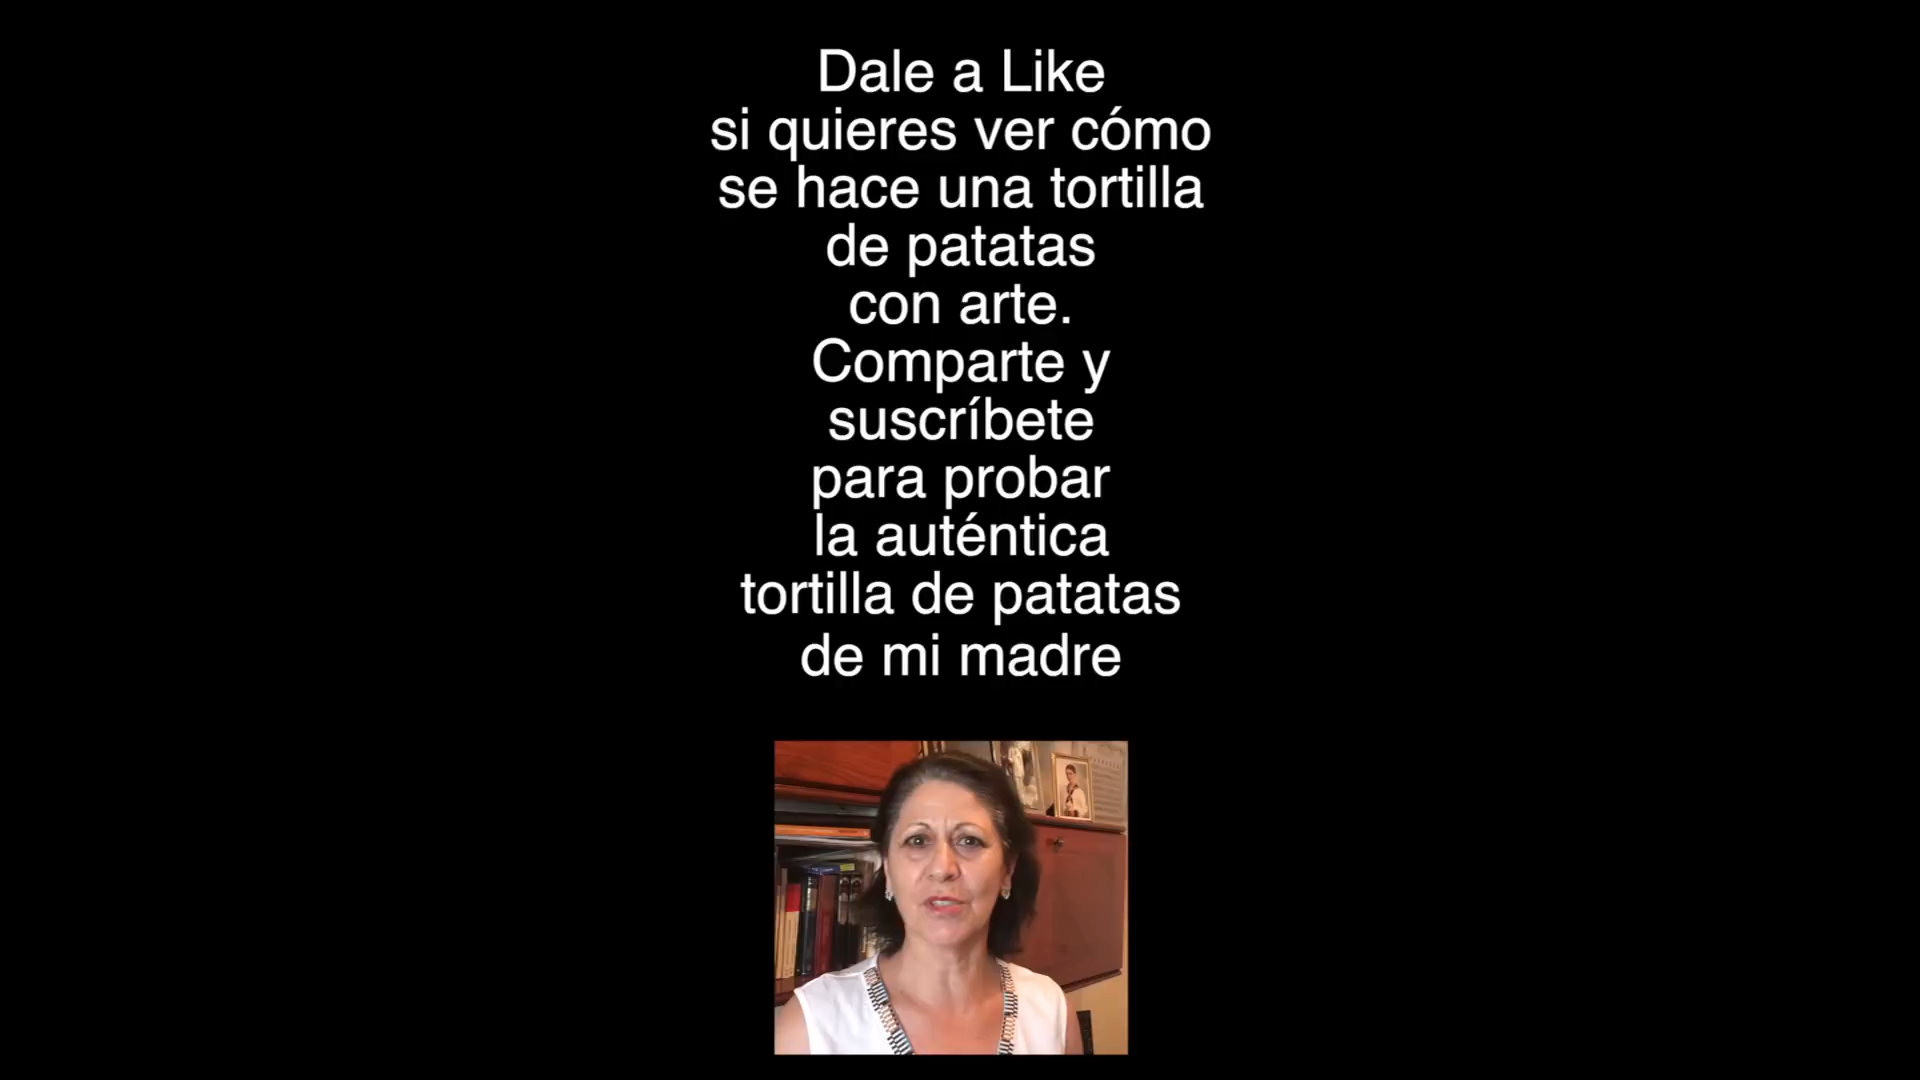 Dale a Like
si quieres ver cómo
se hace una tortilla
de patatas
con arte.
Comparte y
suscríbete
para probar
la auténtica
tortilla de patatas
de mi madre